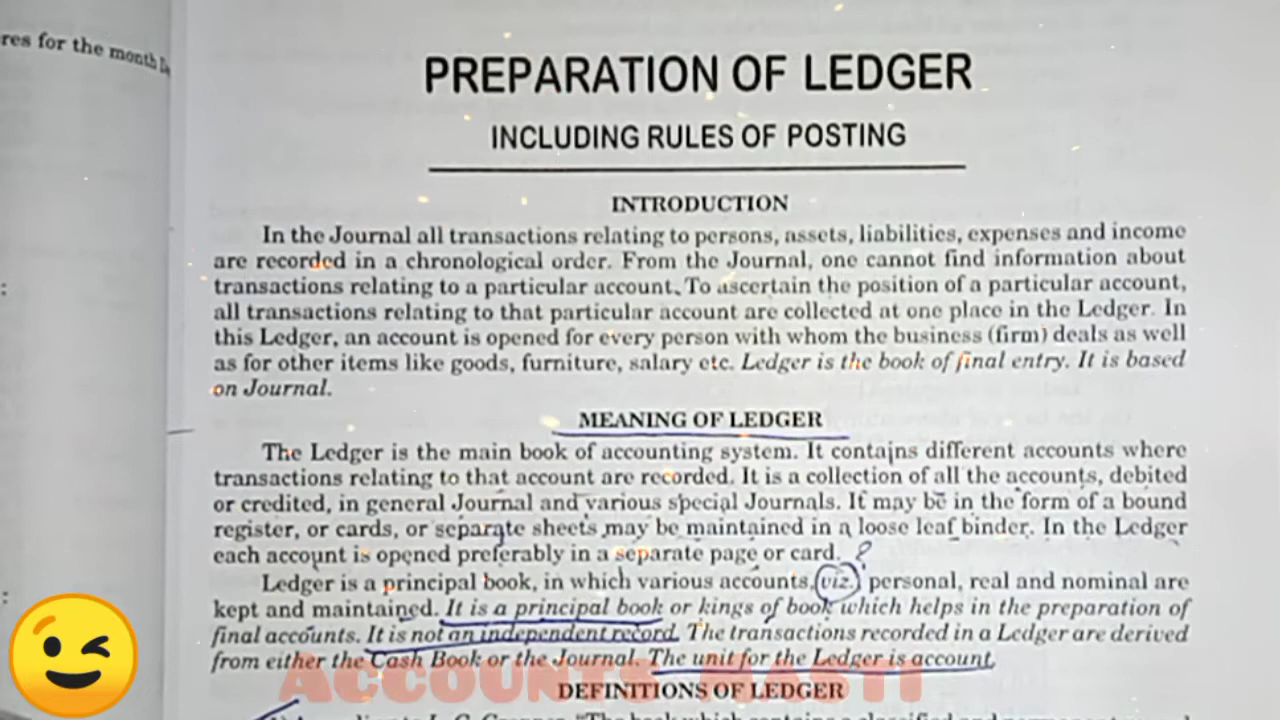 res for the month
PREPARATION OF LEDGER
INCLUDING RULES OF POSTING
INTRODUCTION
In the Journal all transactions relating to persons, assets, liabilities, expenses and income
are recorded in a chronological order. From the Journal, one cannot find information about
transactions relating to a particular account. To ascertain the position of a particular account,
all transactions relating to that particular account are collected at one place in the Ledger. In
this Ledger, an account is opened for every person with whom the business (firm) deals as well
as for other items like goods, furniture, salary etc. Ledger is the book of final entry. It is based
on Journal.
MEANING OF LEDGER
The Ledger is the main book of accounting system. It contains different accounts where
transactions relating to that account are recorded. It is a collection of all the accounts, debited
or credited, in general Journal and various special Journals. It may be in the form of a bound
register, or cards, or separate sheets may be maintained in a loose leaf binder. In the Ledger
each account is opened preferably in a separate page or card. ?
Ledger is a principal book, in which various accounts, viz. personal, real and nominal are
kept and maintained. It is a principal book or kings of book which helps in the preparation of
final accounts. It is not an independent record. The transactions recorded in a Ledger are derived
from either the Cash Book or the Journal. The unit for the Ledger is account.
ACCOUNTS MASTI
DEFINITIONS OF LEDGER